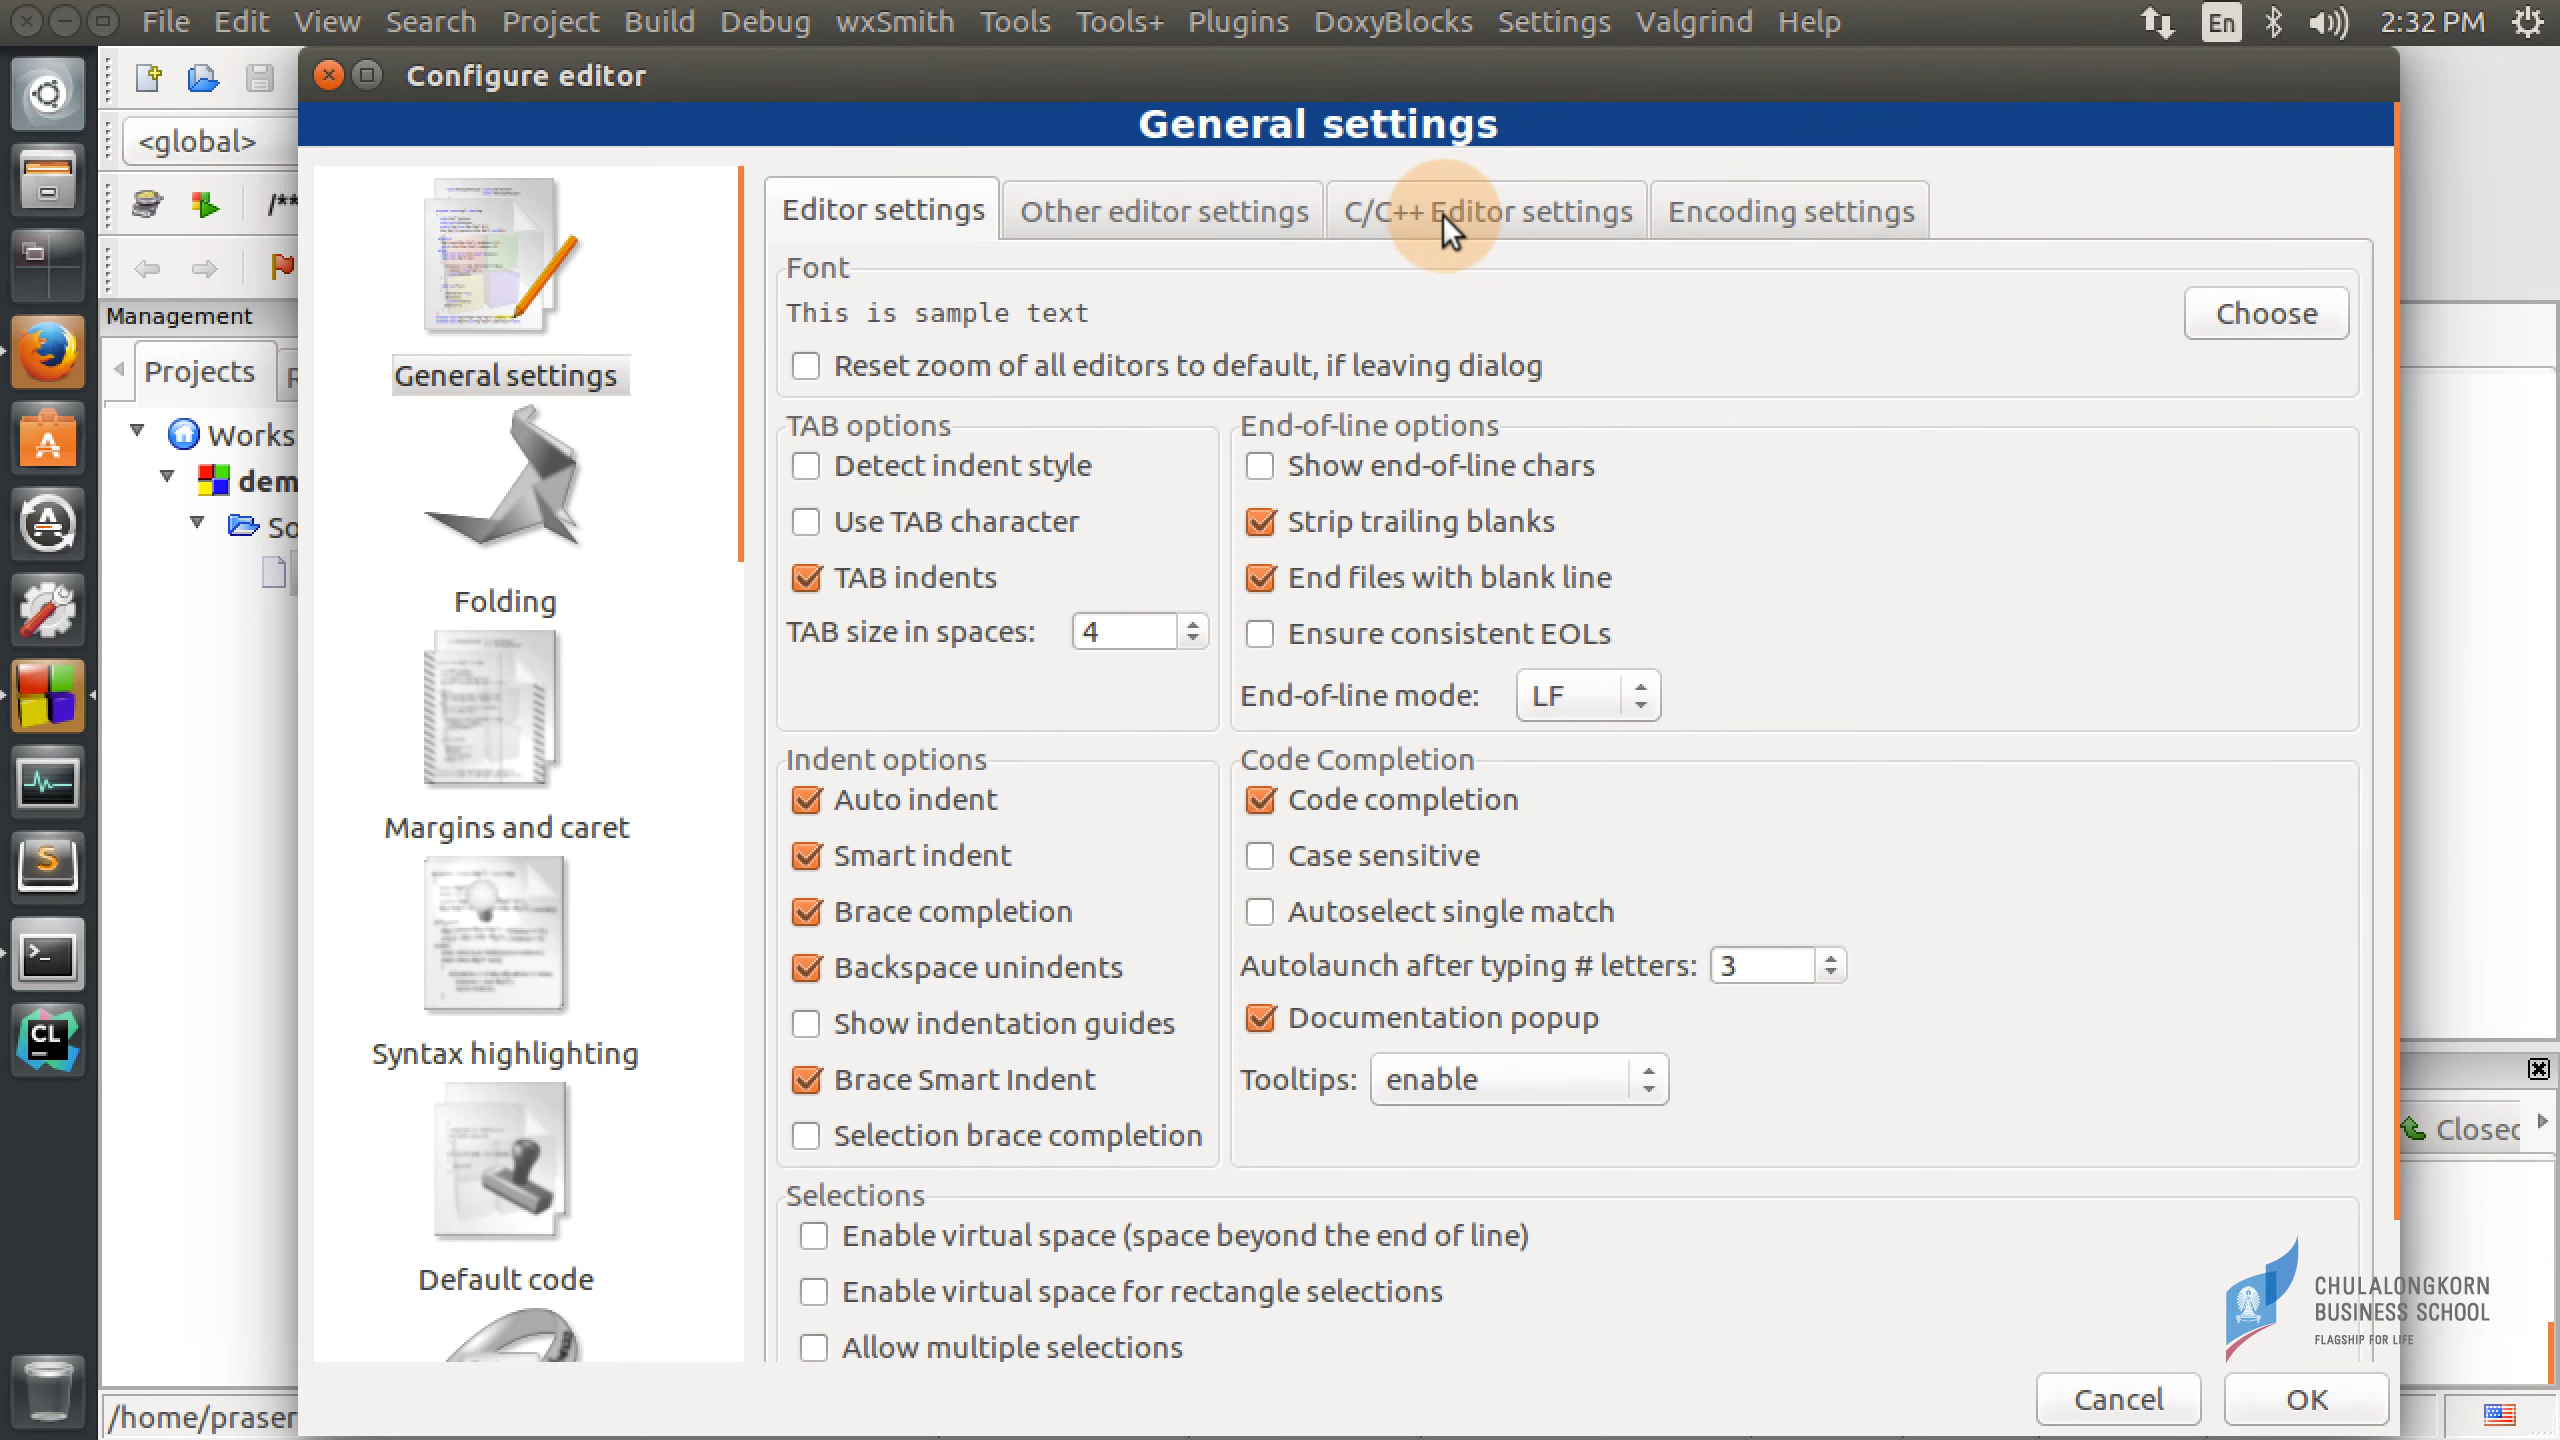 File Edit View Search Project Build Debug wxSmith Tools Tools+ Plugins DoxyBlocks Settings Valgrind Help
En 2:32 PM
Configure editor
General settings
<global>
/**
Management
Projects
Works
dem
So
General settings
Folding
Margins and caret
Syntax highlighting
Default code
Editor settings Other editor settings C/C++ Editor settings Encoding settings
Font
This is sample text
Choose
Reset zoom of all editors to default, if leaving dialog
TAB options
Detect indent style
Use TAB character
TAB indents
TAB size in spaces: 4
End-of-line options
Show end-of-line chars
Strip trailing blanks
End files with blank line
Ensure consistent EOLs
End-of-line mode: LF
Indent options
Auto indent
Smart indent
Brace completion
Backspace unindents
Show indentation guides
Brace Smart Indent
Selection brace completion
Code Completion
Code completion
Case sensitive
Autoselect single match
Autolaunch after typing # letters: 3
Documentation popup
Tooltips: enable
Selections
Enable virtual space (space beyond the end of line)
Enable virtual space for rectangle selections
Allow multiple selections
Cancel OK
S
CL
Closed
/home/praser
CHULALONGKORN
BUSINESS SCHOOL
FLAGSHIP FOR LIFE